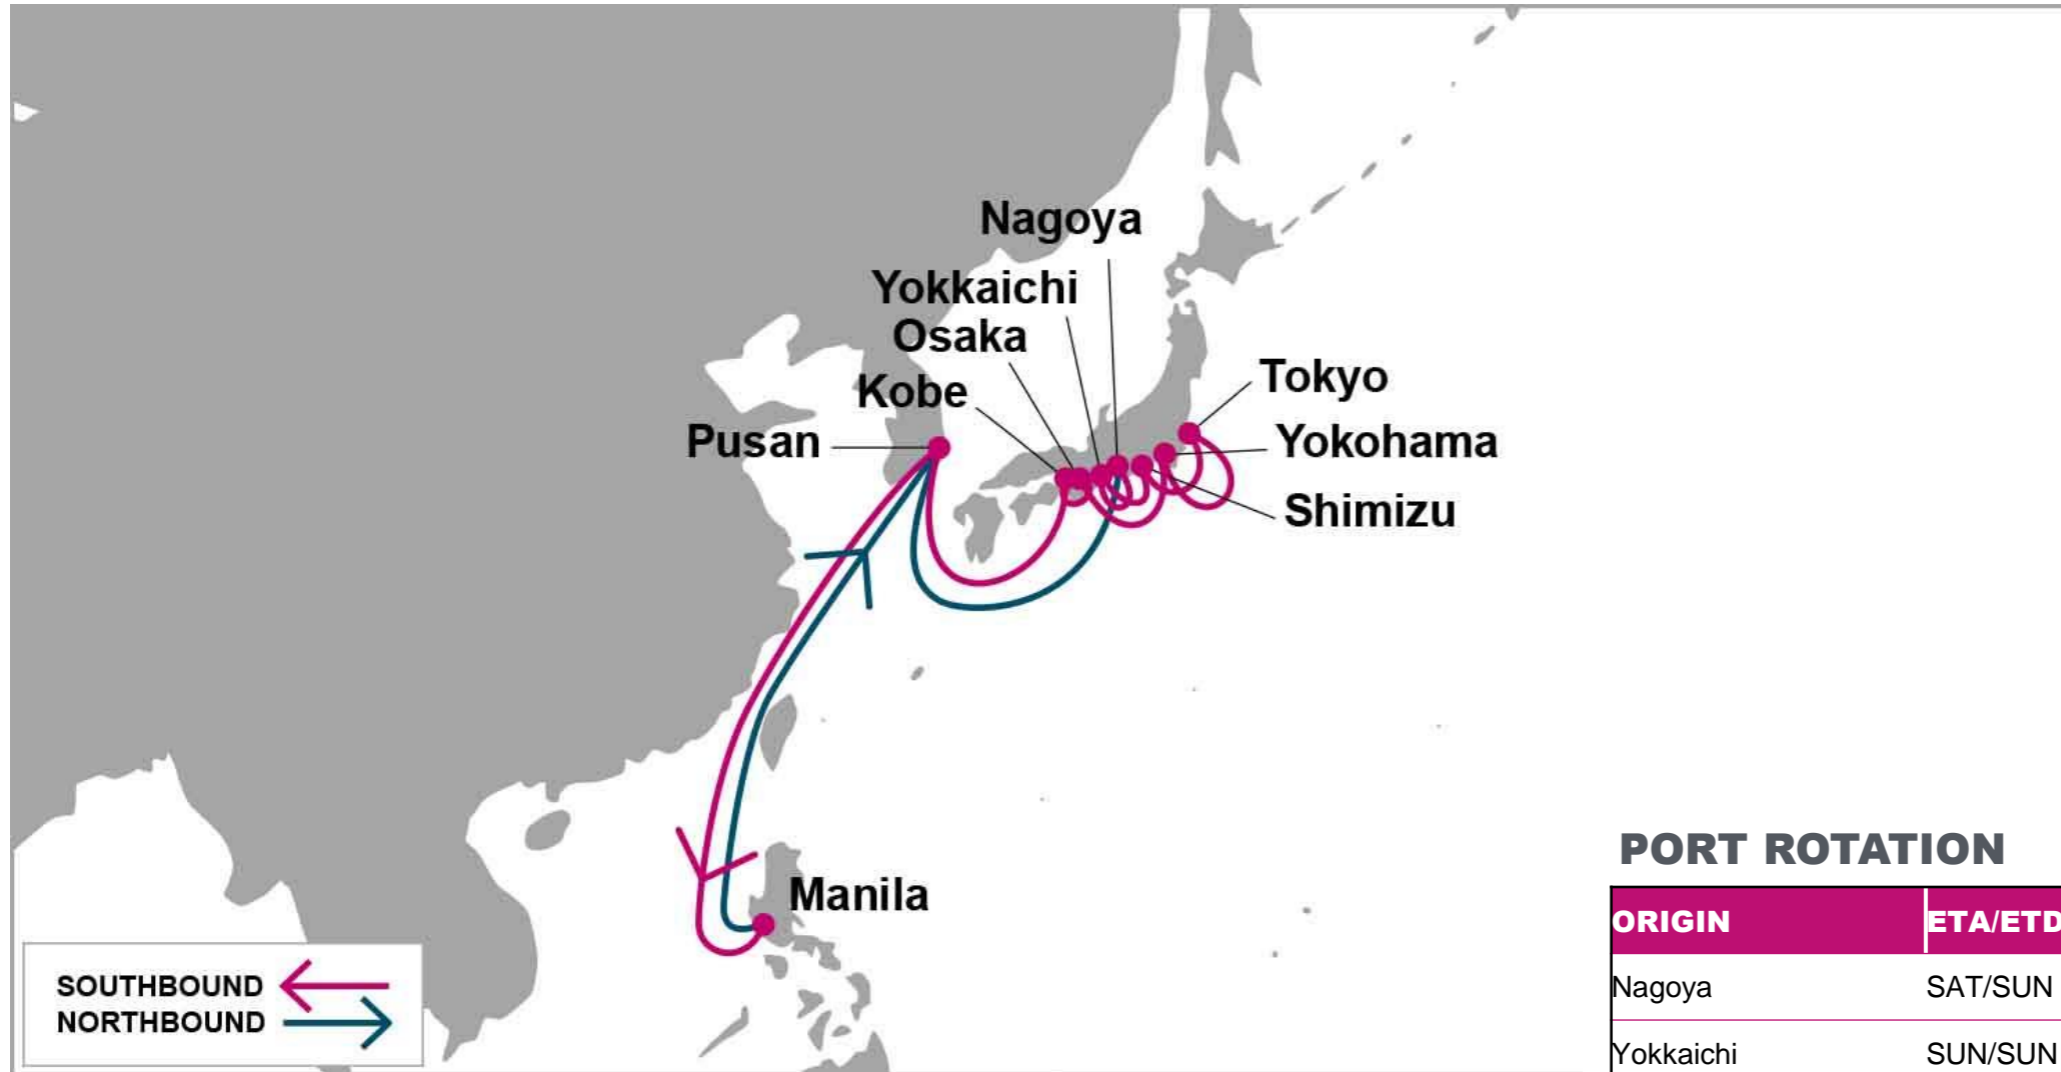 Nagoya
Yokkaichi
Osaka
Kobe
Tokyo
Pusan
Yokohama
Shimizu
Manila
SOUTHBOUND
NORTHBOUND
PORT ROTATION
ORIGIN ETA/ETD
Nagoya SAT/SUN
Yokkaichi SUN/SUN